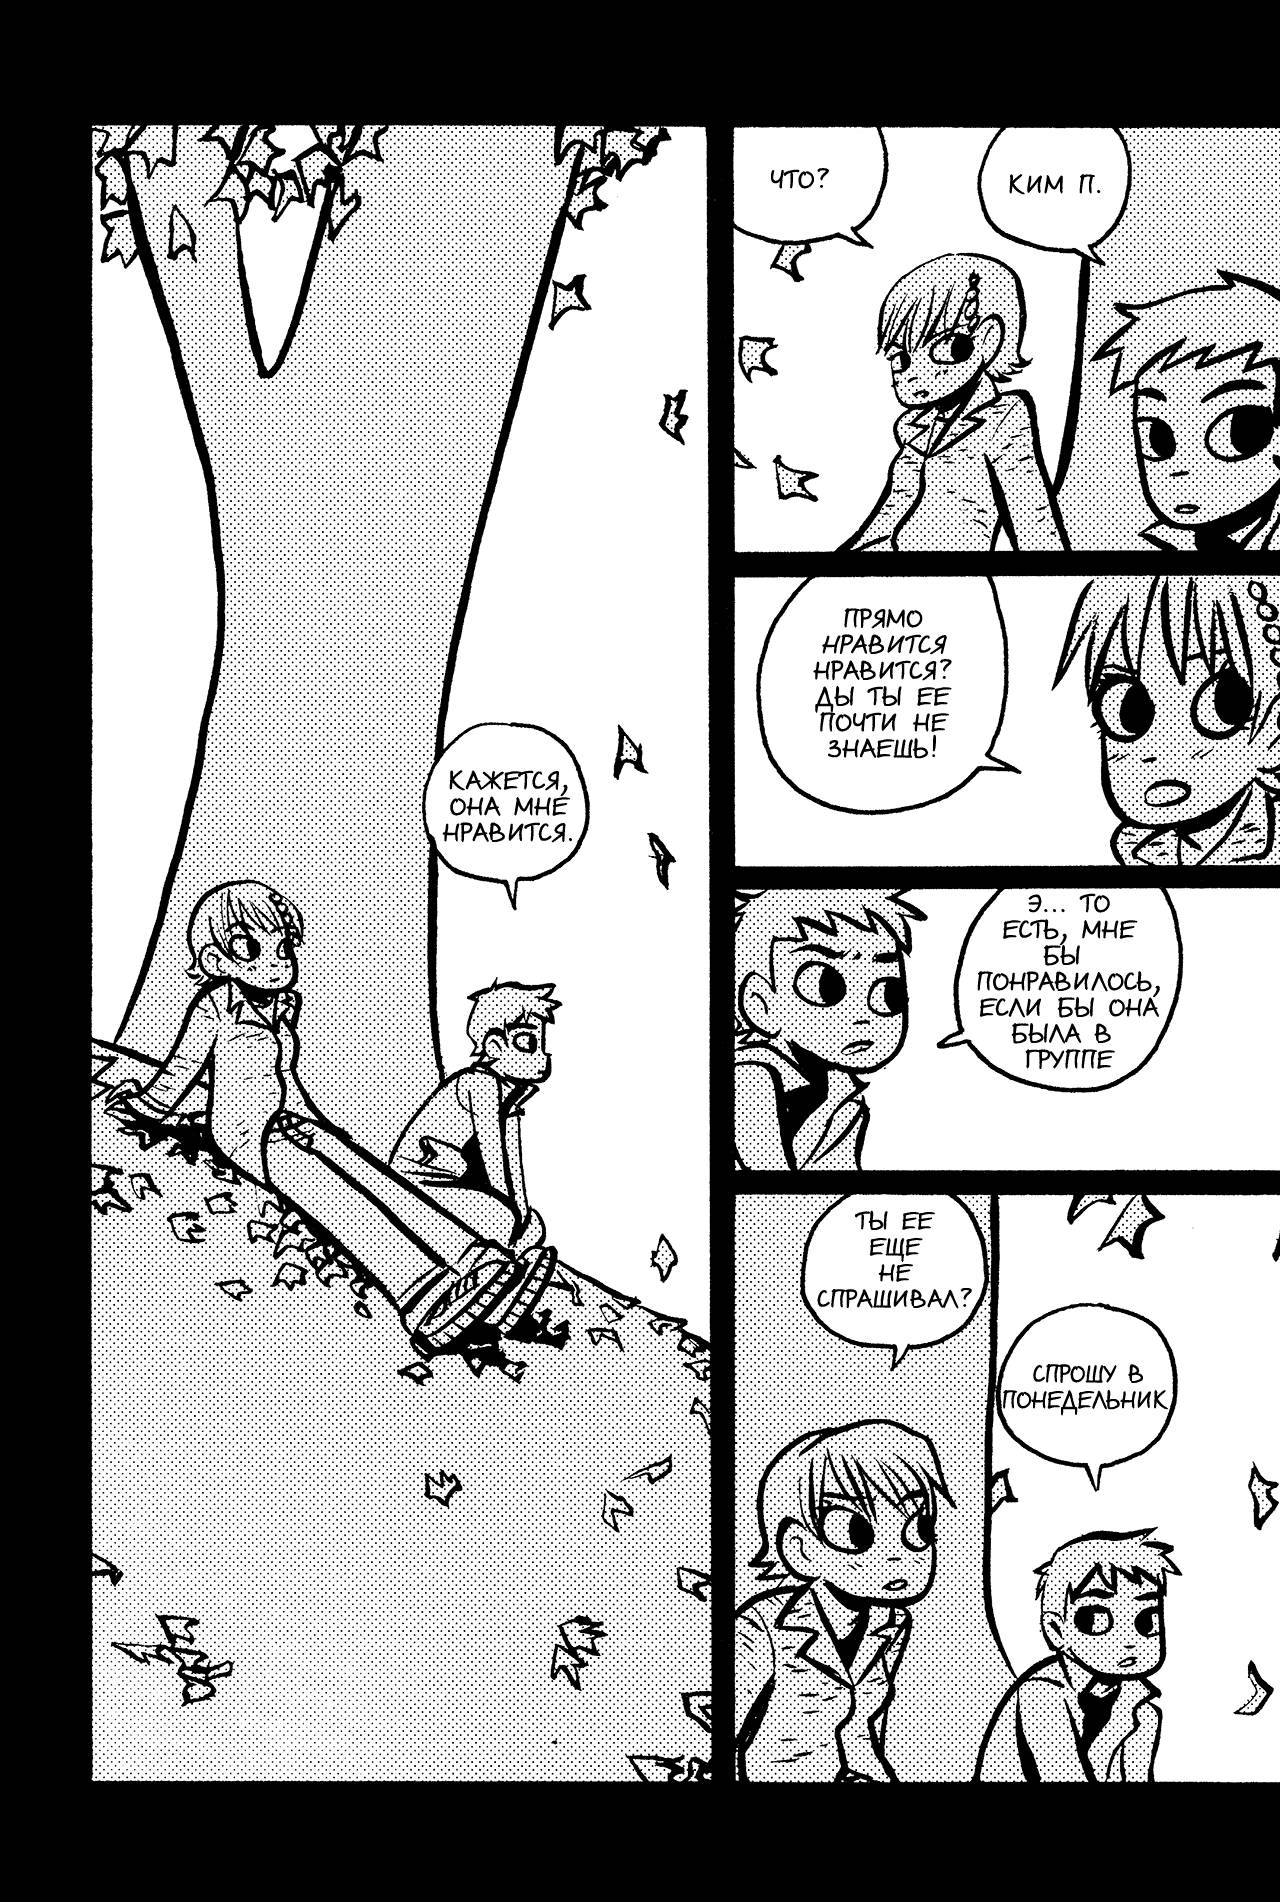 КАЖЕТСЯ,
ОНА МНЕ
НРАВИТСЯ.
ЧТО?
КИМ П.
ПРЯМО
НРАВИТСЯ
НРАВИТСЯ?
ДЫ ТЫ ЕЕ
ПОЧТИ НЕ
ЗНАЕШЬ!
Э... ТО
ЕСТЬ, МНЕ
БЫ
ПОНРАВИЛОСЬ,
ЕСЛИ БЫ ОНА
БЫЛА В
ГРУППЕ
ТЫ ЕЕ
ЕЩЕ
НЕ
СПРАШИВАЛ?
СПРОШУ В
ПОНЕДЕЛЬНИК